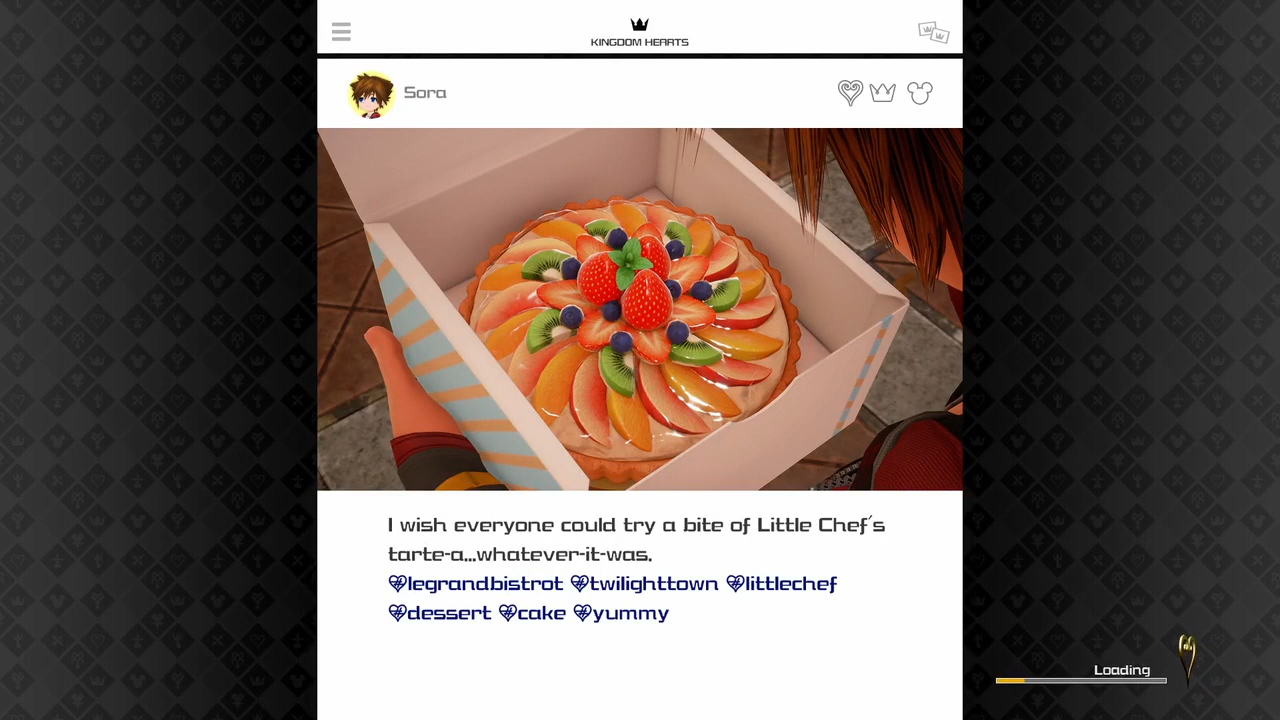 KINGDOM HEARTS
Sora
I wish everyone could try a bite of Little Chef's
tarte-a...whatever-it-was.
#legrandbistrot #twilighttown #littlechef
#dessert #cake #yummy
Loading